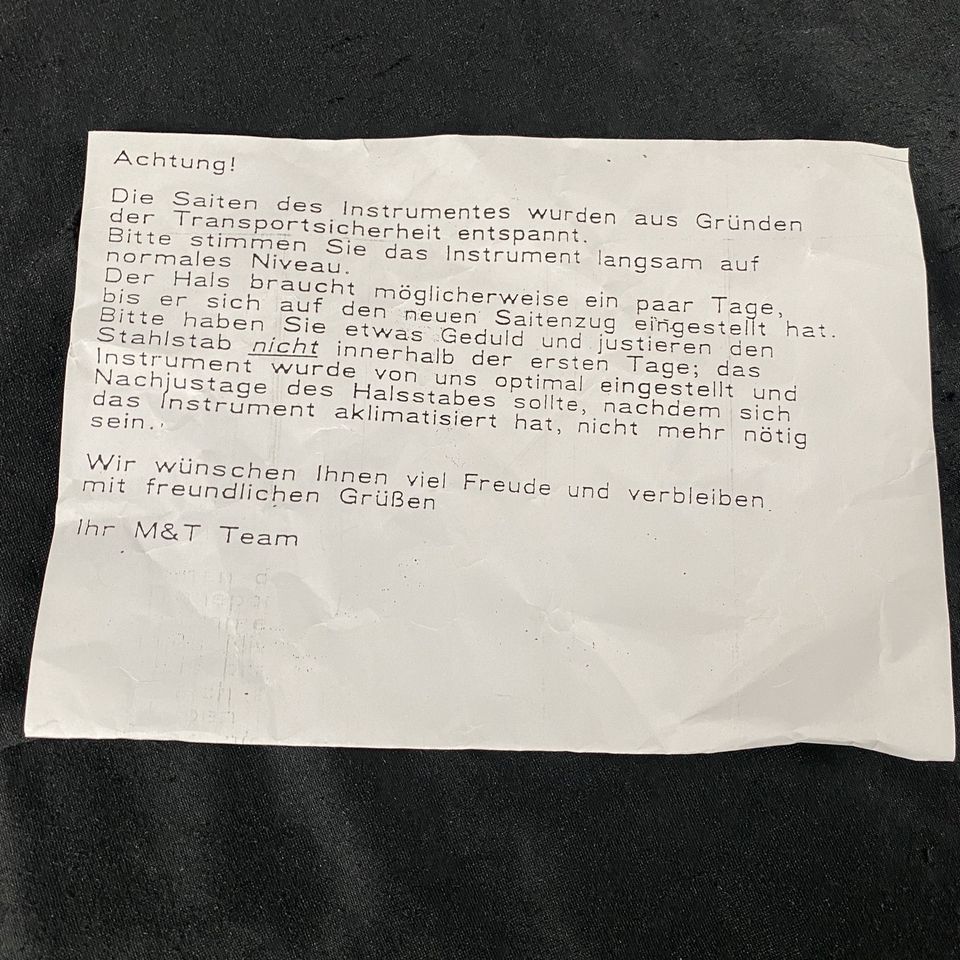 Achtung!
Die Saiten des Instrumentes wurden aus Gründen
der Transportsicherheit entspannt.
Bitte stimmen Sie das Instrument langsam auf
normales Niveau.
Der Hals braucht möglicherweise ein paar Tage,
bis er sich auf den neuen Saitenzug eingestellt hat.
Bitte haben Sie etwas Geduld und justieren den
Stahlstab nicht innerhalb der ersten Tage; das
Instrument wurde von uns optimal eingestellt und
Nachjustage des Halsstabes sollte, nachdem sich
das Instrument aklimatisiert hat, nicht mehr nötig
sein.
Wir wünschen Ihnen viel Freude und verbleiben
mit freundlichen Grüßen
Ihr M&T Team